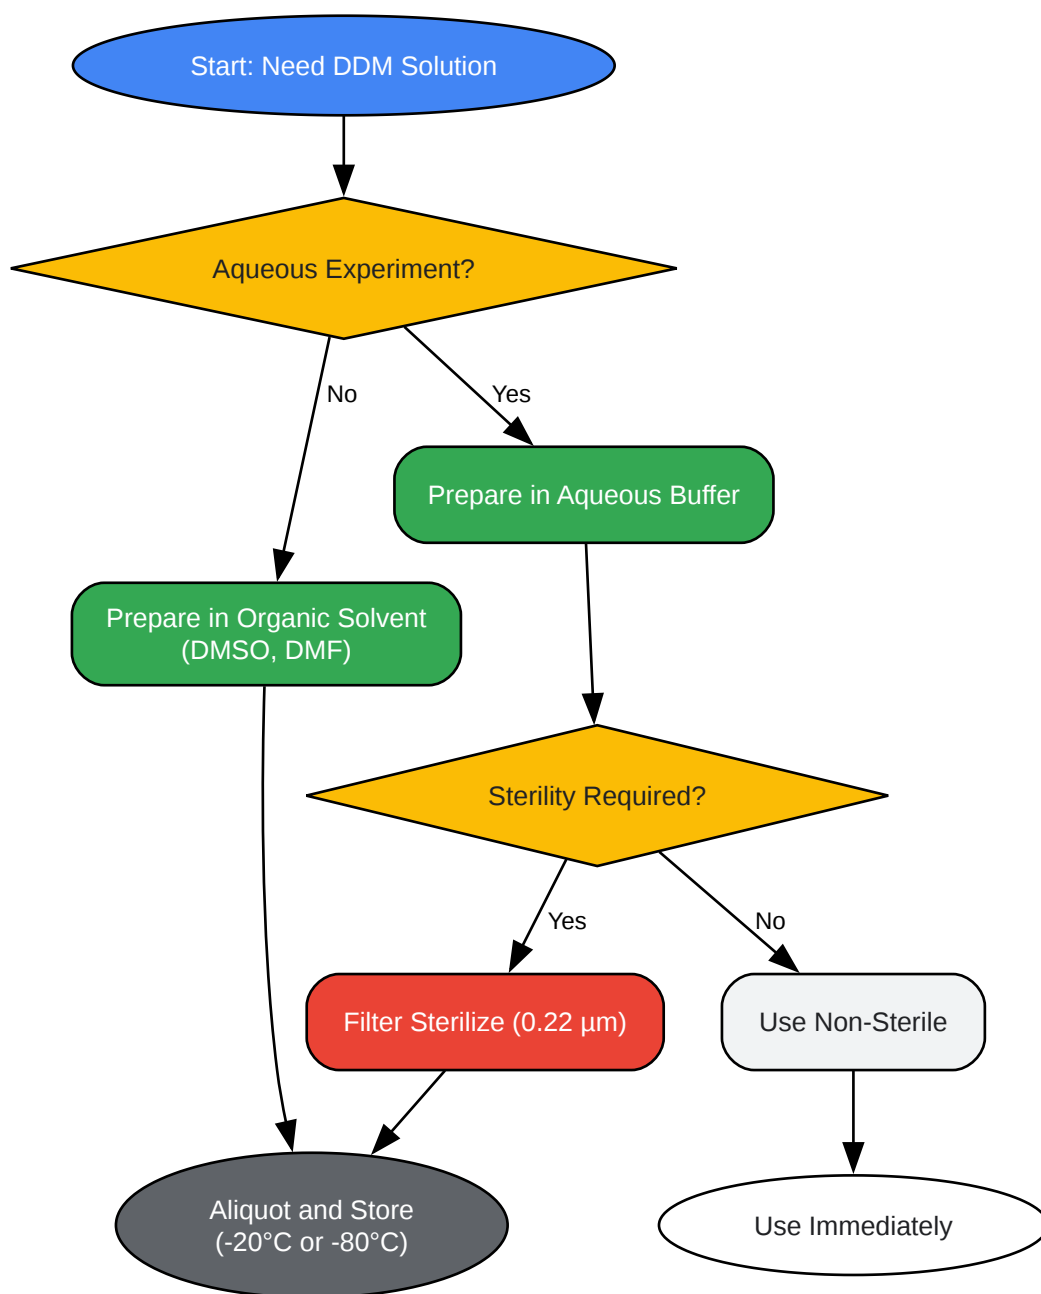 Start: Need DDM Solution
Aqueous Experiment?
No
Yes
Prepare in Aqueous Buffer
Prepare in Organic Solvent
(DMSO, DMF)
Sterility Required?
Yes
No
Filter Sterilize (0.22 µm)
Use Non-Sterile
Aliquot and Store
(-20°C or -80°C)
Use Immediately